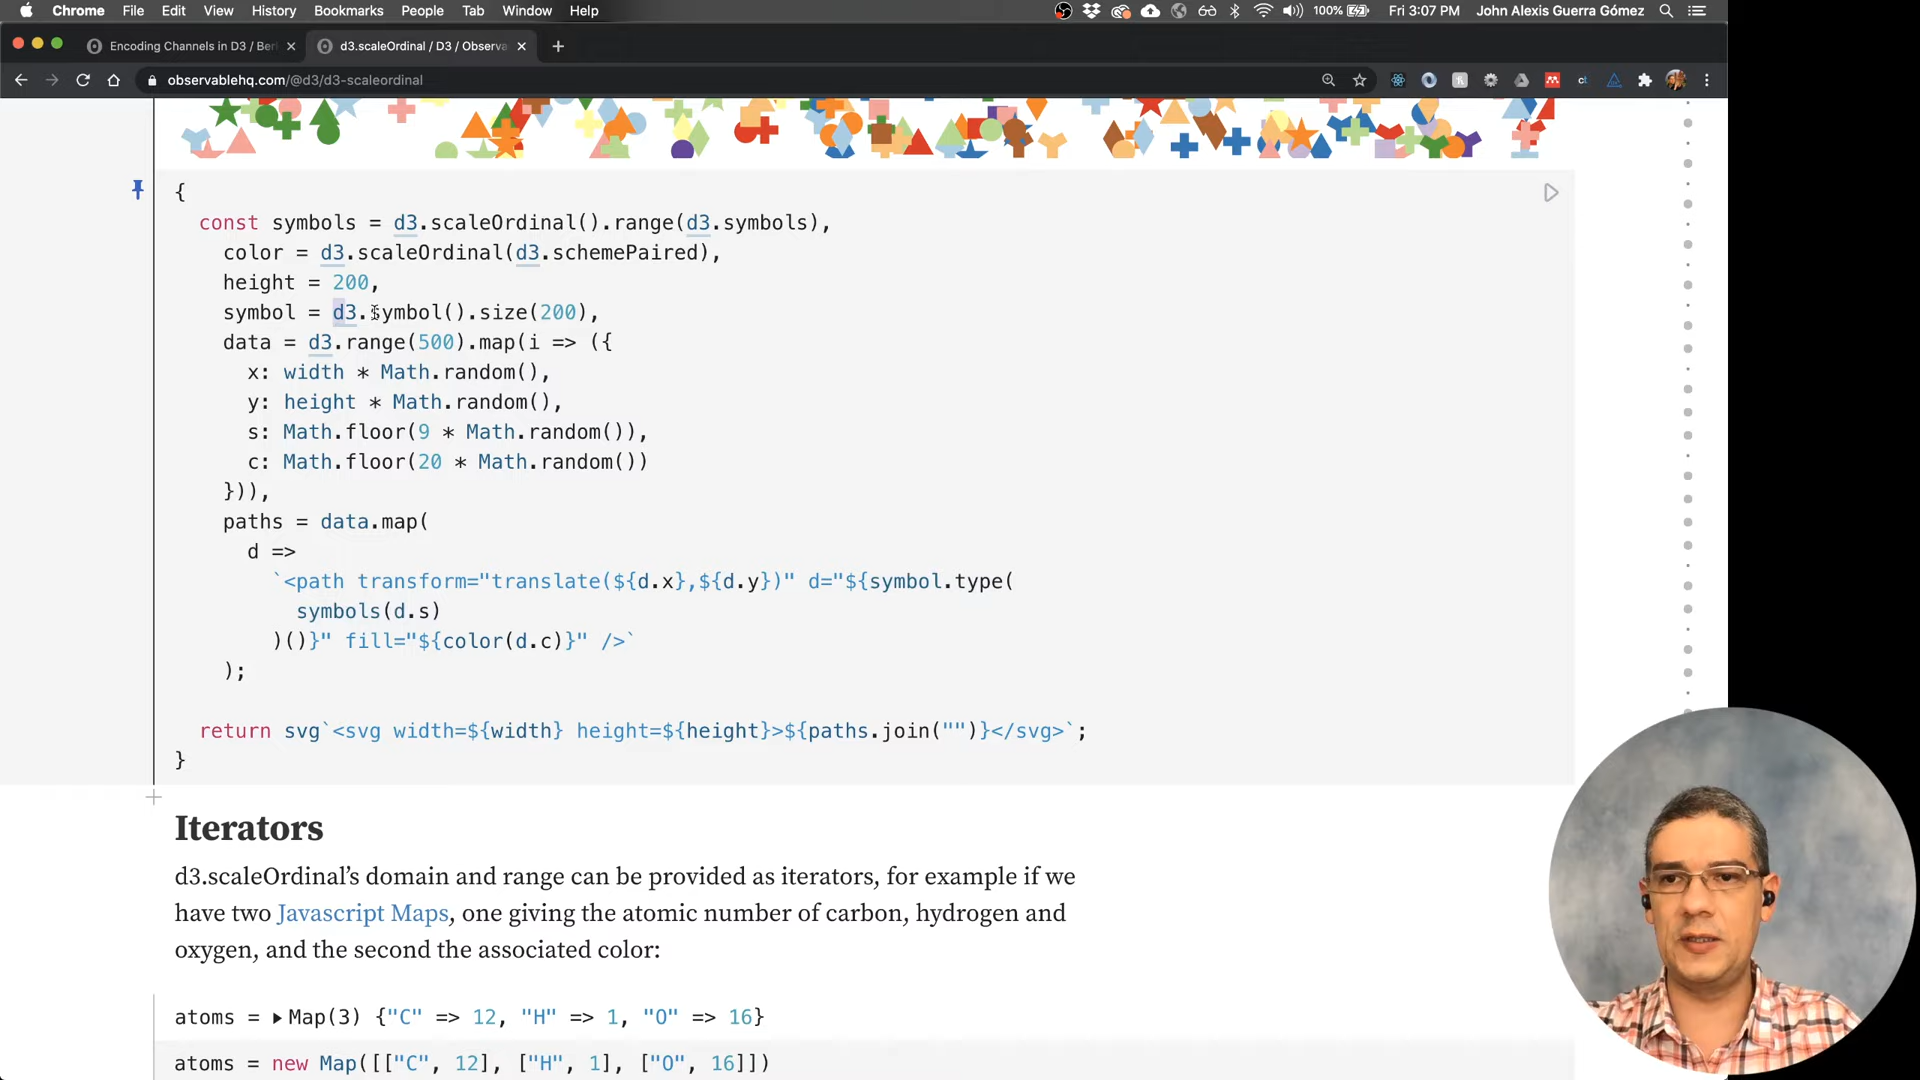 Chrome File Edit View History Bookmarks People Tab Window Help 100% Fri 3:07 PM John Alexis Guerra Gómez
Encoding Channels in D3 / Ber
d3.scaleOrdinal / D3 / Observa
observablehq.com/@d3/d3-scaleordinal
{
const symbols = d3.scaleOrdinal().range(d3.symbols),
color = d3.scaleOrdinal(d3.schemePaired),
height = 200,
symbol = d3.symbol().size(200),
data = d3.range(500).map(i => ({
x: width * Math.random(),
y: height * Math.random(),
s: Math.floor(9 * Math.random()),
c: Math.floor(20 * Math.random())
})),
paths = data.map(
d =>
`<path transform="translate(${d.x},${d.y})" d="${symbol.type(
symbols(d.s)
)()}" fill="${color(d.c)}" />`
);
return svg`<svg width=${width} height=${height}>${paths.join("")}</svg>`;
}
Iterators
d3.scaleOrdinal’s domain and range can be provided as iterators, for example if we
have two Javascript Maps, one giving the atomic number of carbon, hydrogen and
oxygen, and the second the associated color:
atoms = Map(3) {"C" => 12, "H" => 1, "O" => 16}
atoms = new Map([["C", 12], ["H", 1], ["O", 16]])